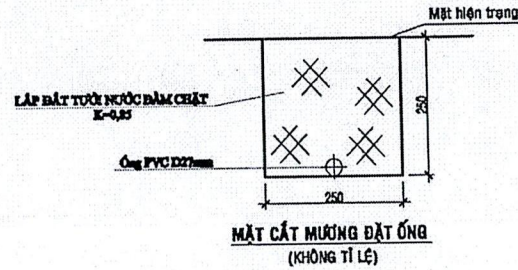 Mặt hiện trạng
LẤP ĐẤT TƯỚI NƯỚC ĐẦM CHẶT
K=0,85
250
Ống PVC D27mm
250
MẶT CẮT MƯƠNG ĐẶT ỐNG
(KHÔNG TỈ LỆ)